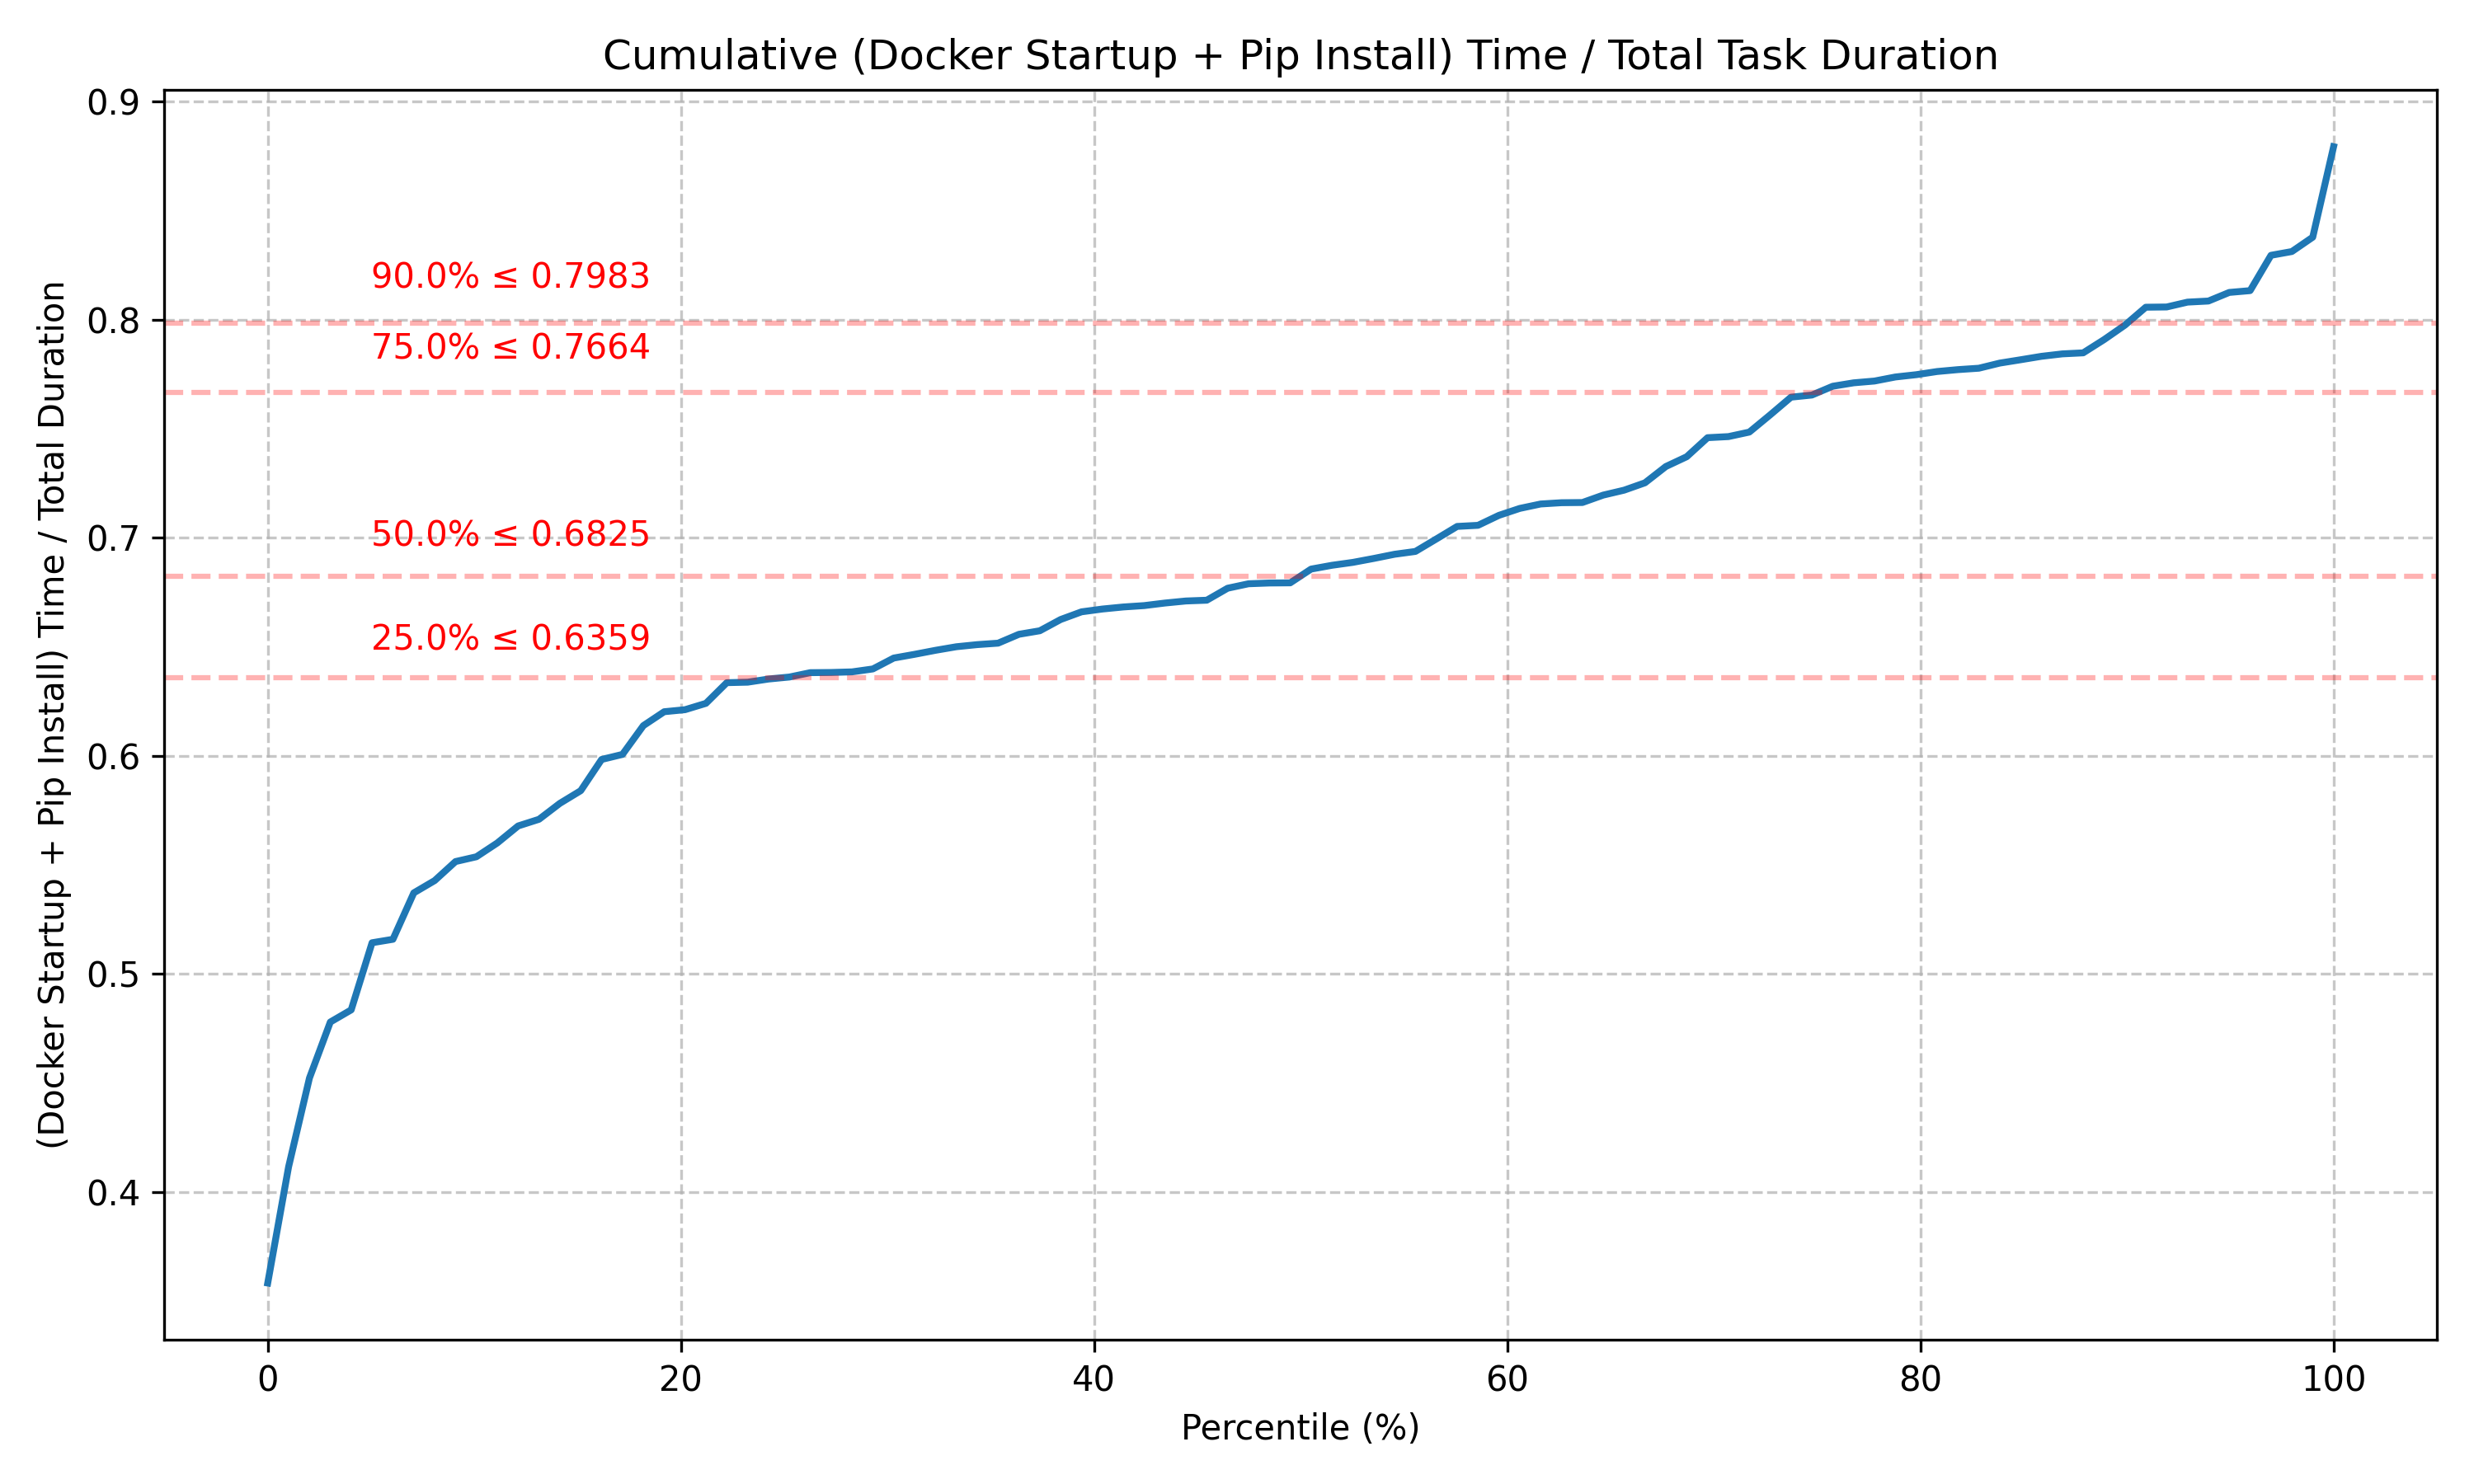 Cumulative (Docker Startup + Pip Install) Time / Total Task Duration
(Docker Startup + Pip Install) Time / Total Duration
0.9
0.8
0.7
0.6
0.5
0.4
90.0% ≤ 0.7983
75.0% ≤ 0.7664
50.0% ≤ 0.6825
25.0% ≤ 0.6359
0 20 40 60 80 100
Percentile (%)